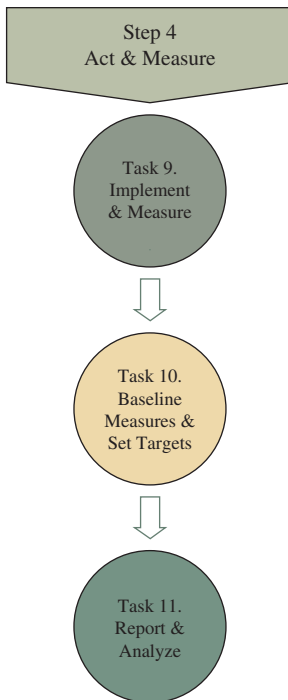 Step 4
Act & Measure
Task 9.
Implement
& Measure
Task 10.
Baseline
Measures &
Set Targets
Task 11.
Report &
Analyze